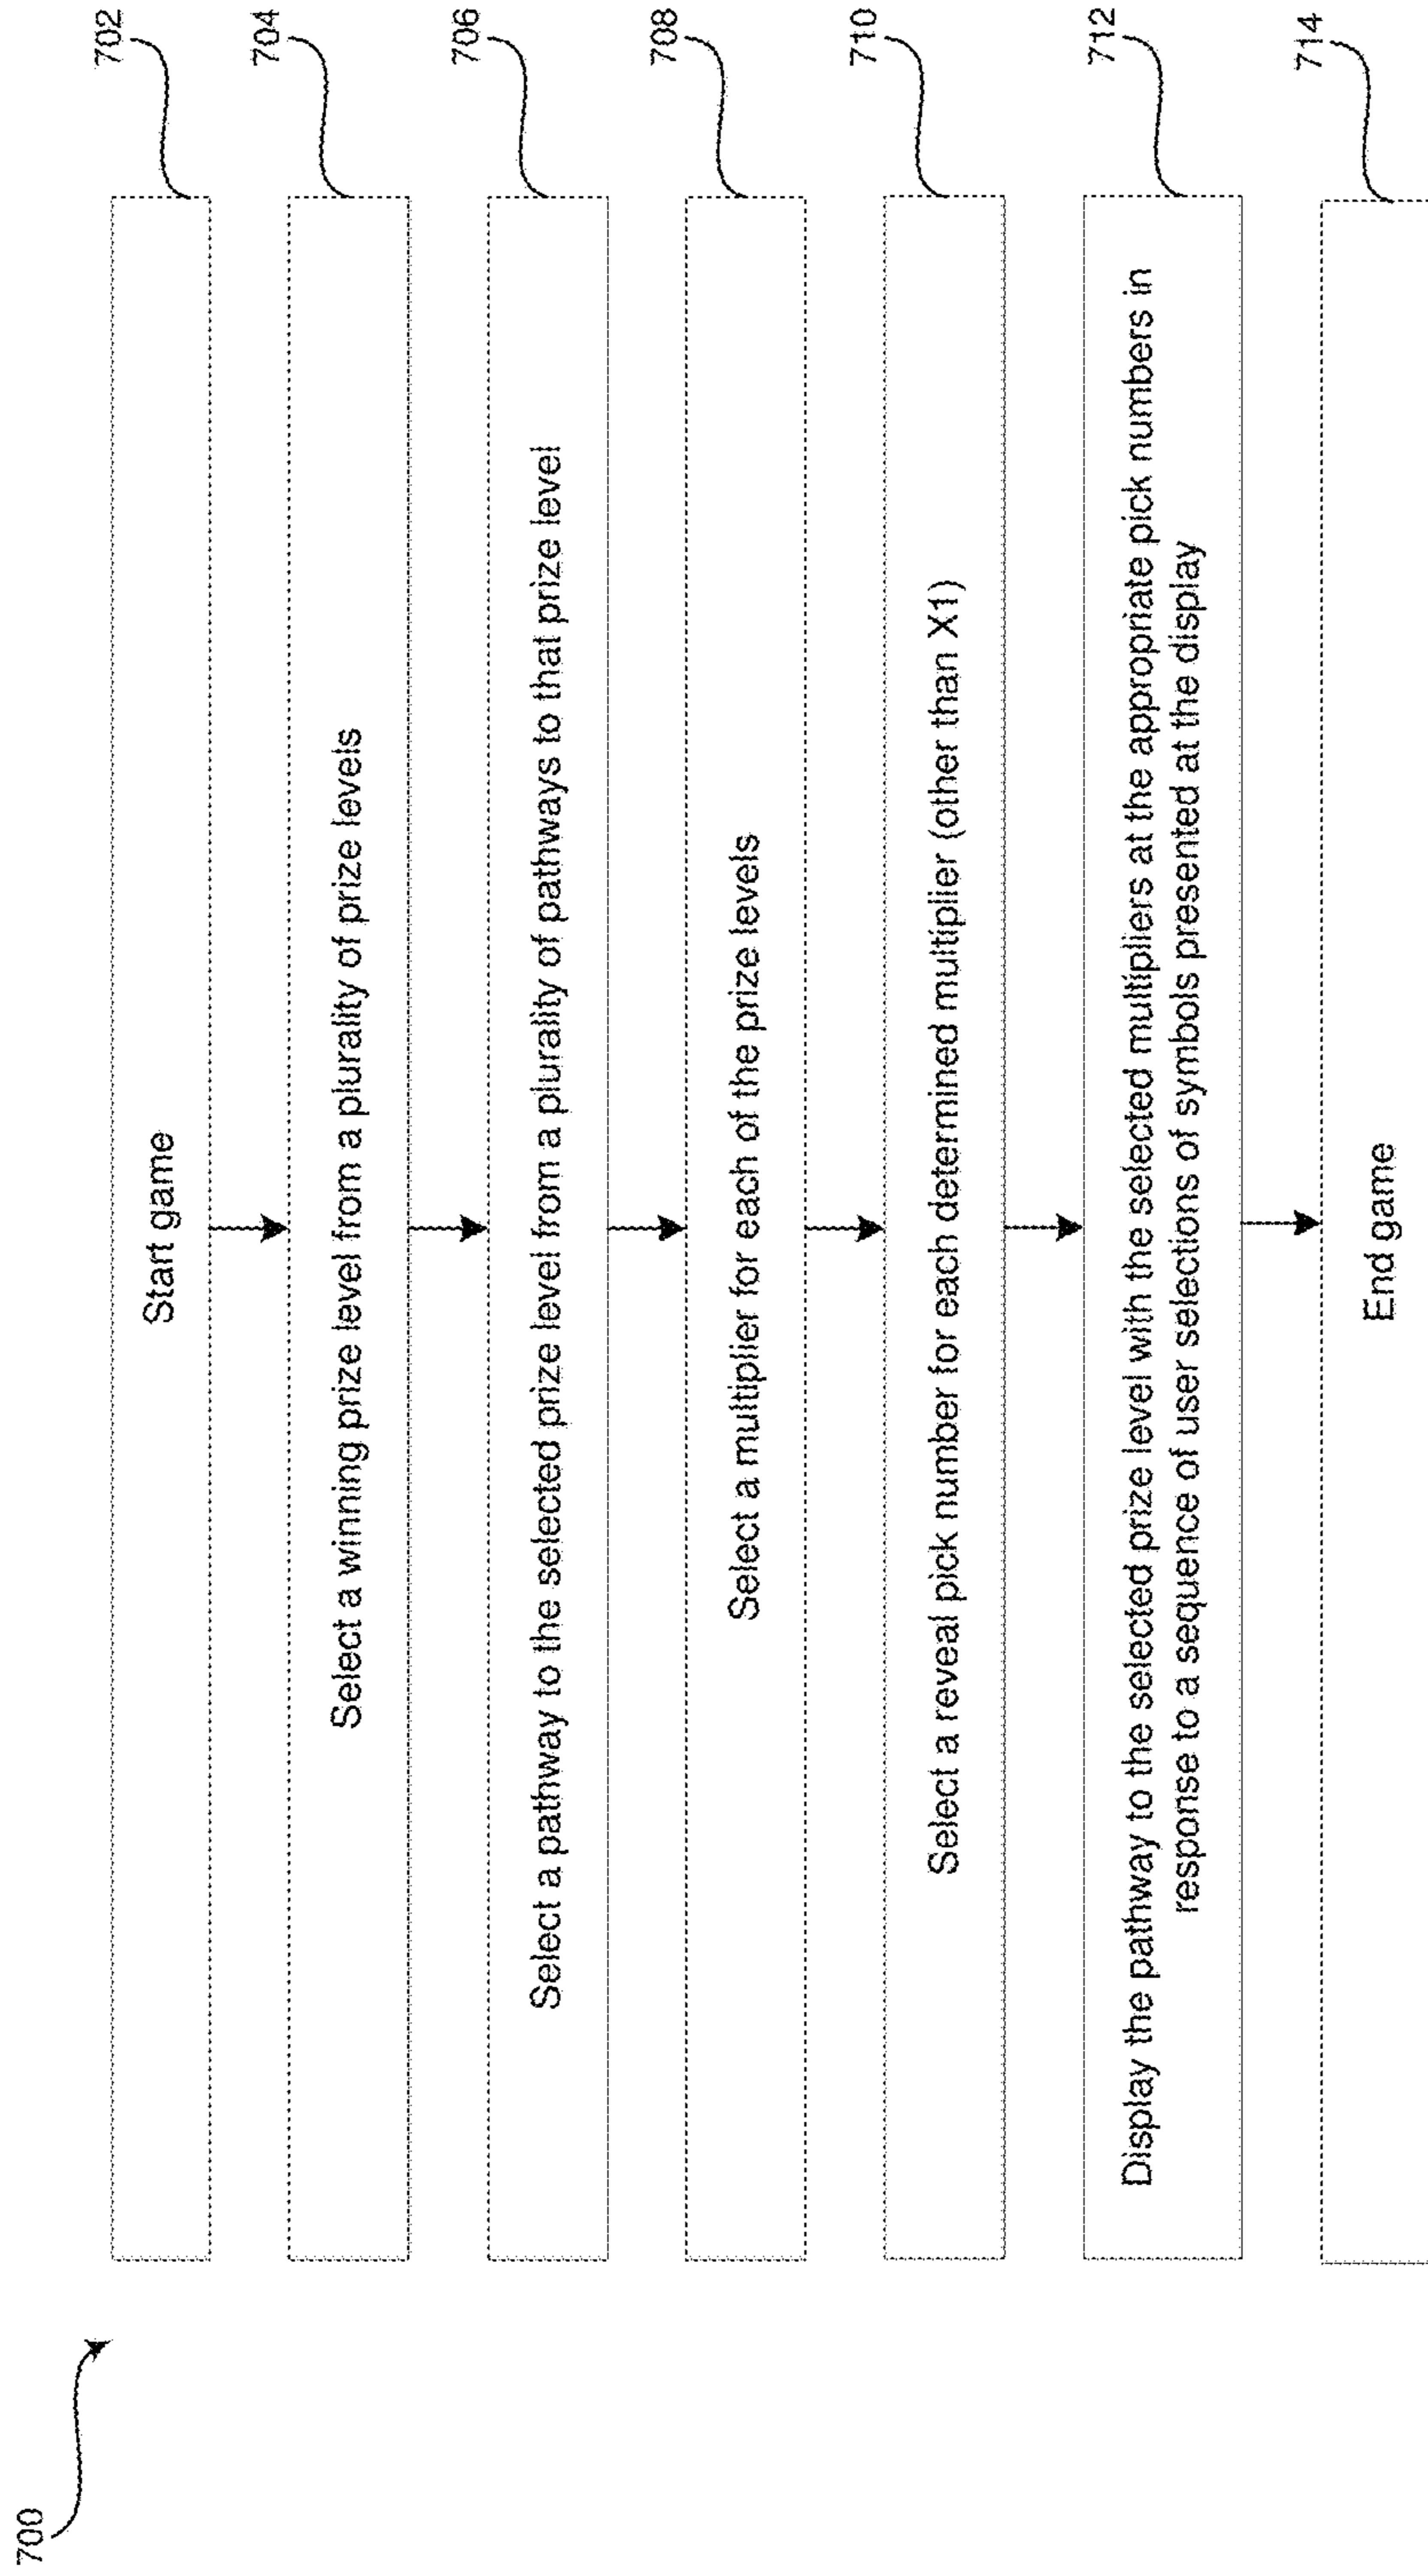 700
Start game
702
Select a winning prize level from a plurality of prize levels
704
Select a pathway to the selected prize level from a plurality of pathways to that prize level
706
Select a multiplier for each of the prize levels
708
Select a reveal pick number for each determined multiplier (other than X1)
710
Display the pathway to the selected prize level with the selected multipliers at the appropriate pick numbers in
response to a sequence of user selections of symbols presented at the display
712
End game
714